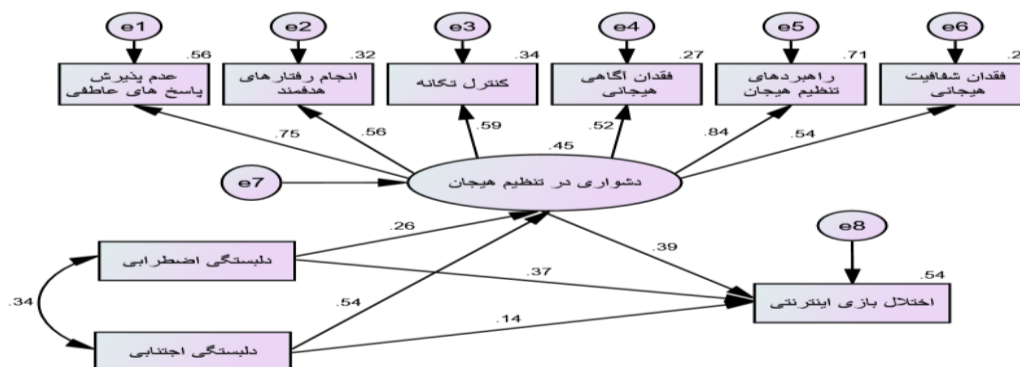 e1
e2
e3
e4
e5
e6
.56
.32
.34
.27
.71
.2
عدم پذیرش
پاسخ های عاطفی
انجام رفتارهای
هدفمند
کنترل تکانه
فقدان آگاهی
هیجانی
راهبردهای
تنظیم هیجان
فقدان شفافیت
هیجانی
.75
.56
.59
.52
.84
.54
.45
e7
دشواری در تنظیم هیجان
e8
.26
.39
دلبستگی اضطرابی
.37
.54
.34
.54
اختلال بازی اینترنتی
.14
دلبستگی اجتنابی